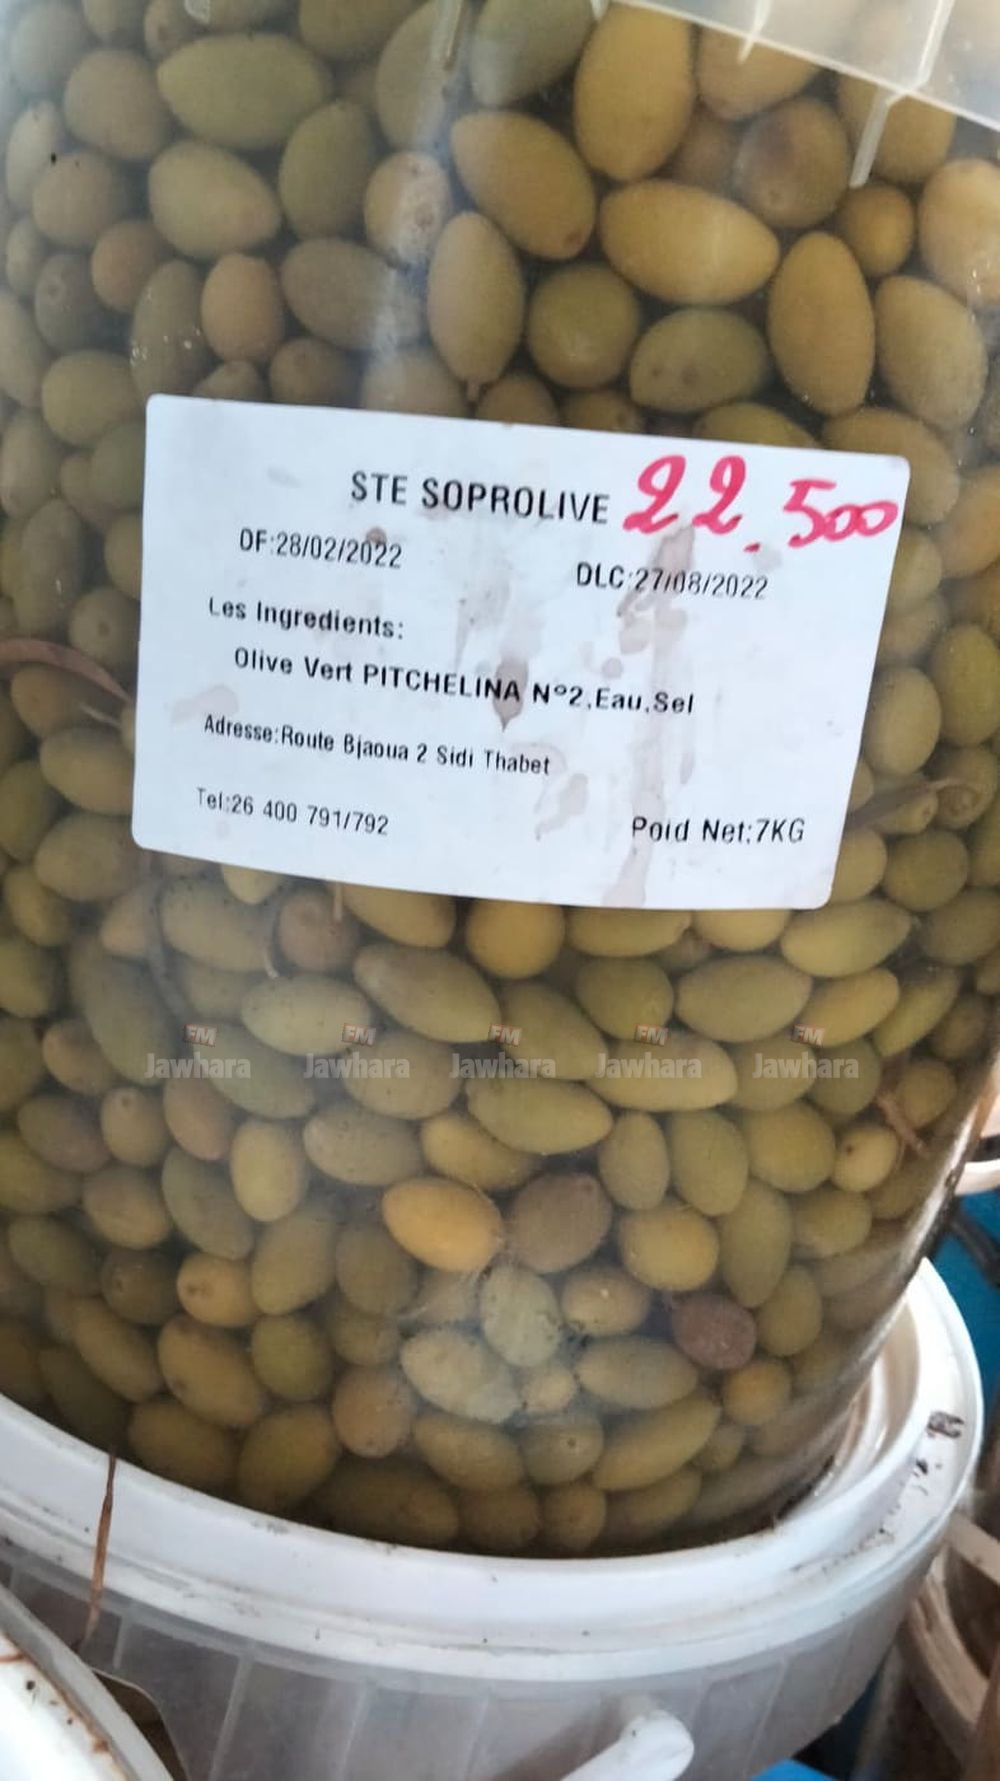 STE SOPROLIVE 22.500
DF:28/02/2022
DLC:27/08/2022
Les Ingredients:
Olive Vert PITCHELINA N°2,Eau,Sel
Adresse:Route Bjaoua 2 Sidi Thabet
Tel:26 400 791/792
Poid Net:7KG
FM FM FM FM FM
Jawhara Jawhara Jawhara Jawhara Jawhara